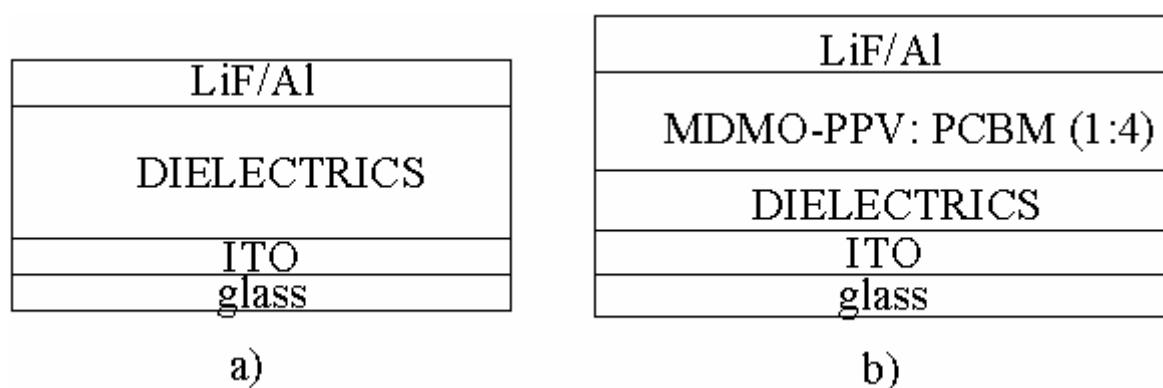 LiF/Al
DIELECTRICS
ITO
glass
a)
LiF/Al
MDMO-PPV: PCBM (1:4)
DIELECTRICS
ITO
glass
b)